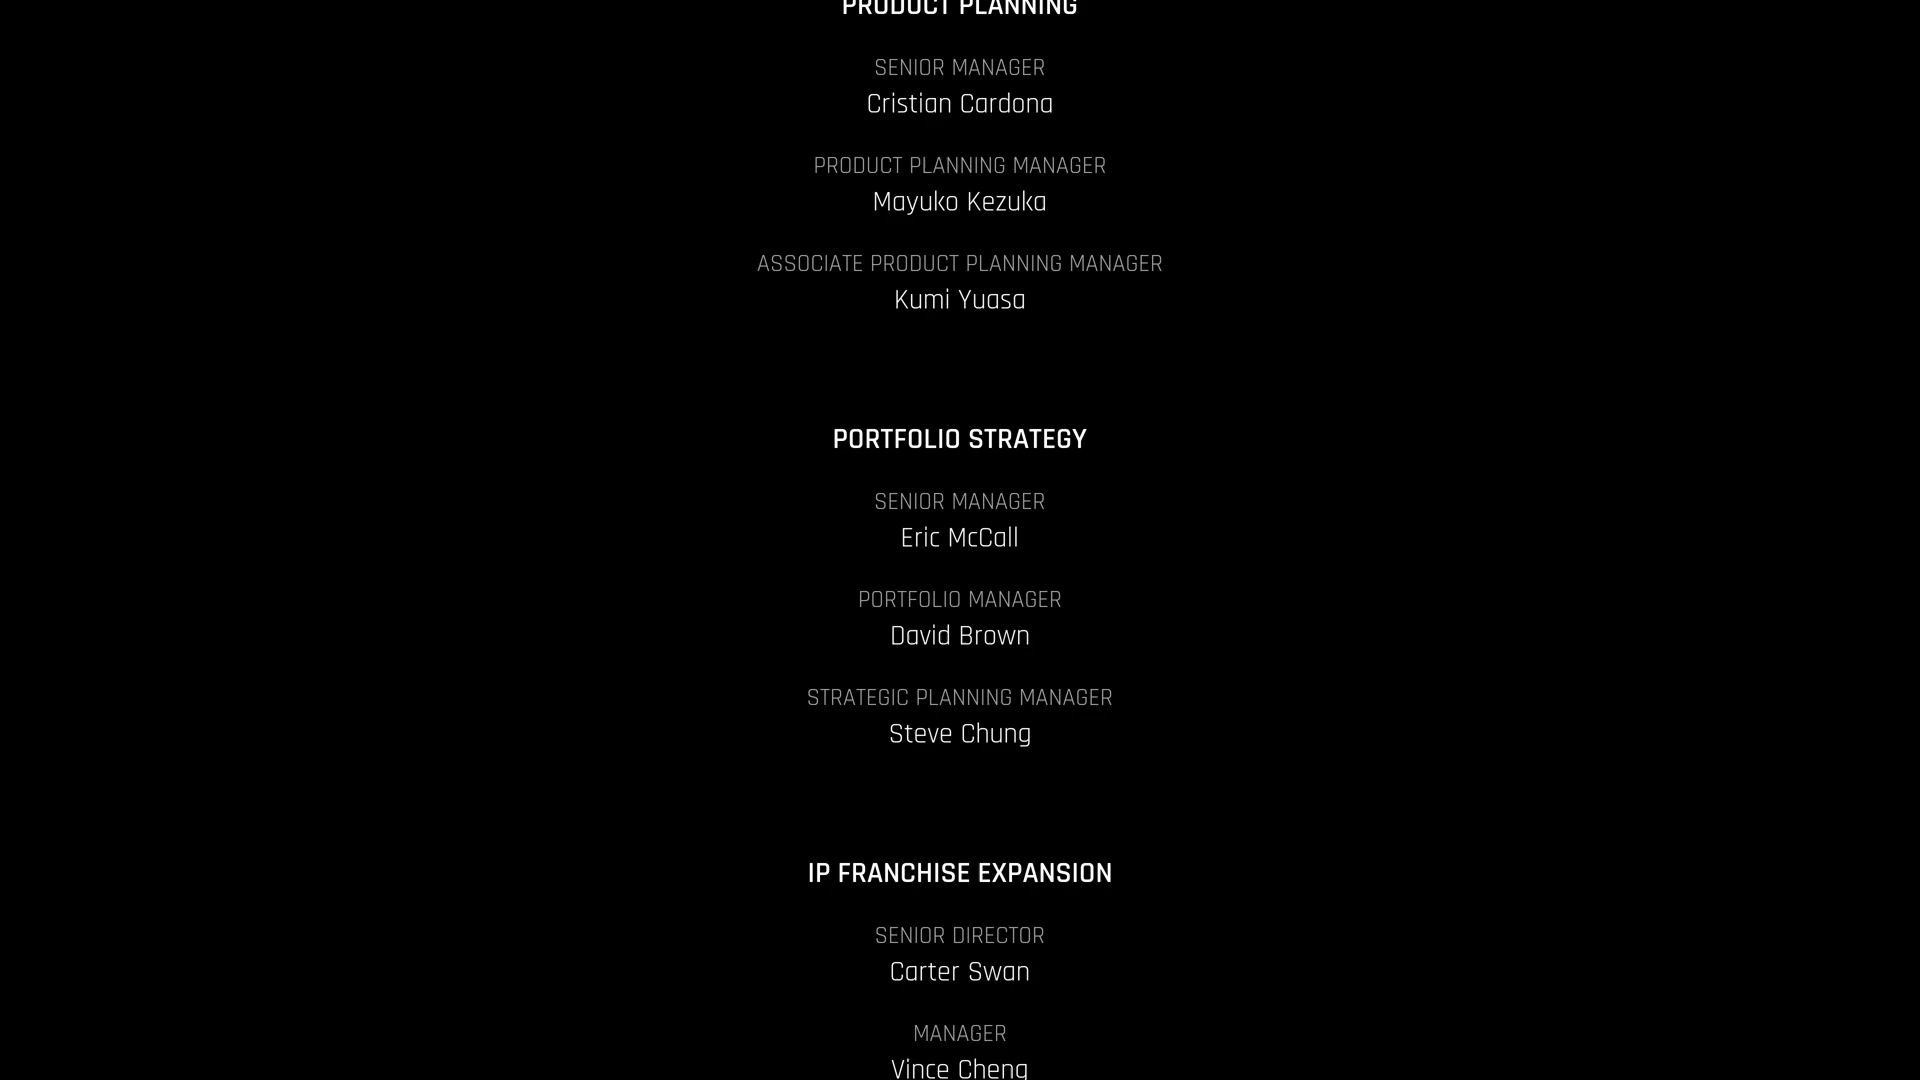 PRODUCT PLANNING
SENIOR MANAGER
Cristian Cardona
PRODUCT PLANNING MANAGER
Mayuko Kezuka
ASSOCIATE PRODUCT PLANNING MANAGER
Kumi Yuasa
PORTFOLIO STRATEGY
SENIOR MANAGER
Eric McCall
PORTFOLIO MANAGER
David Brown
STRATEGIC PLANNING MANAGER
Steve Chung
IP FRANCHISE EXPANSION
SENIOR DIRECTOR
Carter Swan
MANAGER
Vince Cheng